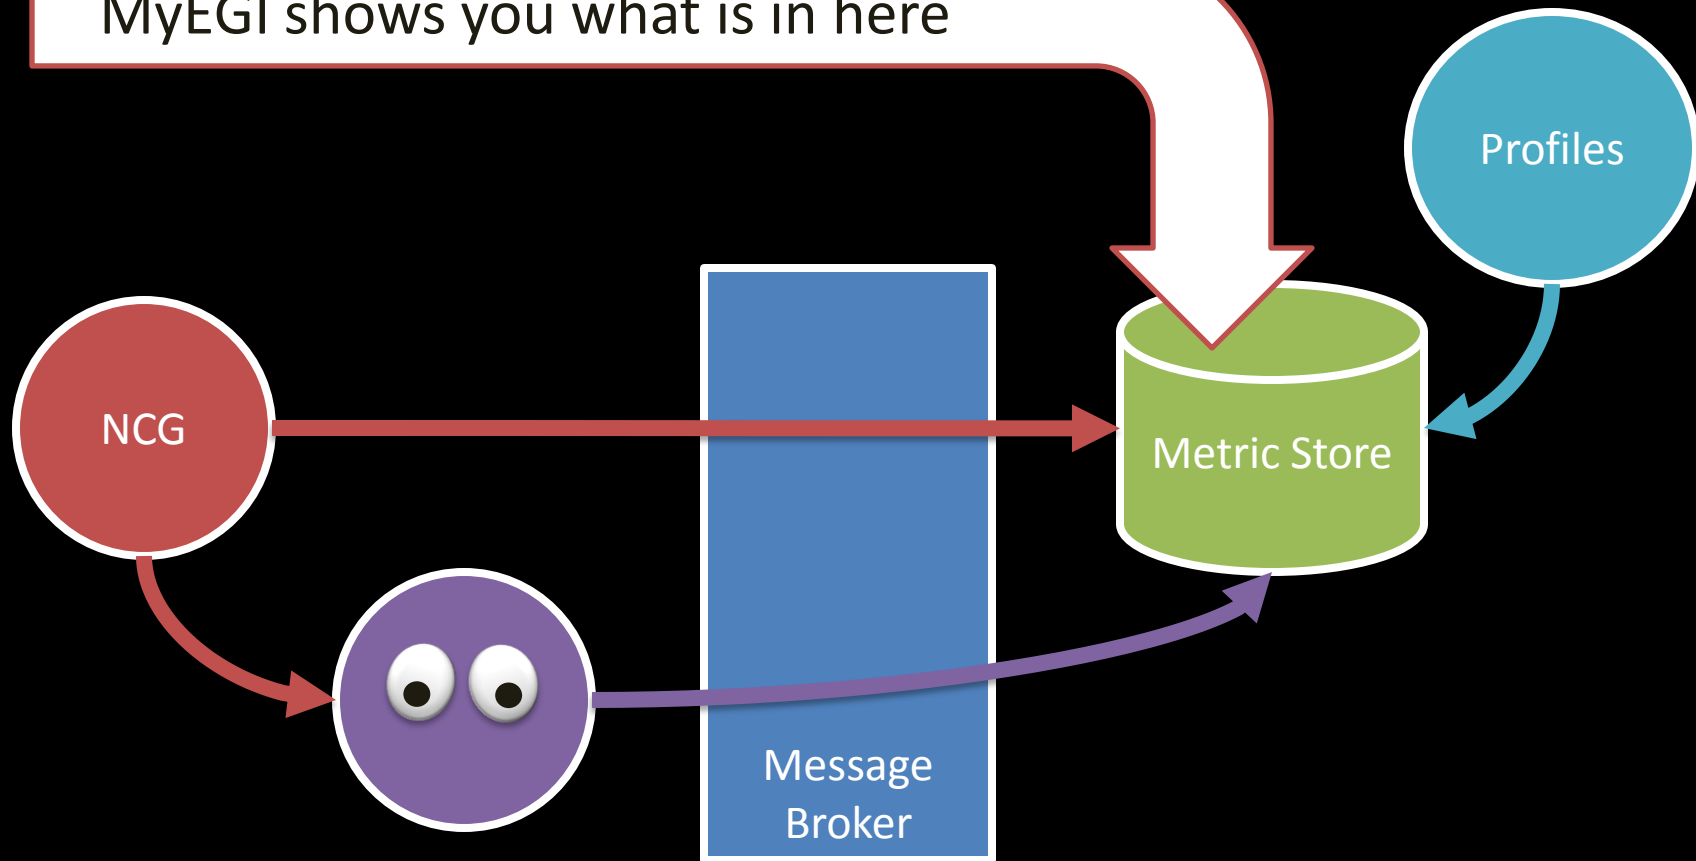 MyEGI shows you what is in here
Profiles
NCG
Metric Store
Message
Broker